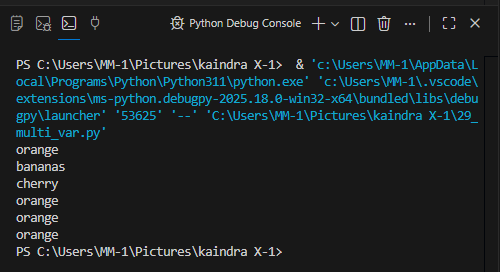 Python Debug Console
PS C:\Users\MM-1\Pictures\kaindra X-1>  & 'c:\Users\MM-1\AppData\L
ocal\Programs\Python\Python311\python.exe' 'c:\Users\MM-1\.vscode\
extensions\ms-python.debugpy-2025.18.0-win32-x64\bundled\libs\debu
gpy\launcher' '53625' '--' 'C:\Users\MM-1\Pictures\kaindra X-1\29_
multi_var.py'
orange
bananas
cherry
orange
orange
orange
PS C:\Users\MM-1\Pictures\kaindra X-1>